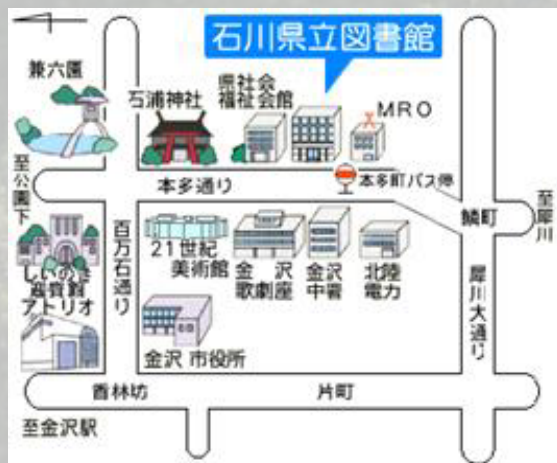 石川県立図書館
兼六園
石浦神社
県社会
福祉会館
MRO
至公園下
本多通り
本多町バス停
至犀川
鱗町
百万石通り
21世紀
美術館
金沢
歌劇座
金沢
中署
北陸
電力
犀川大通り
しいのき
迎賓館
アトリオ
金沢市役所
香林坊
片町
至金沢駅